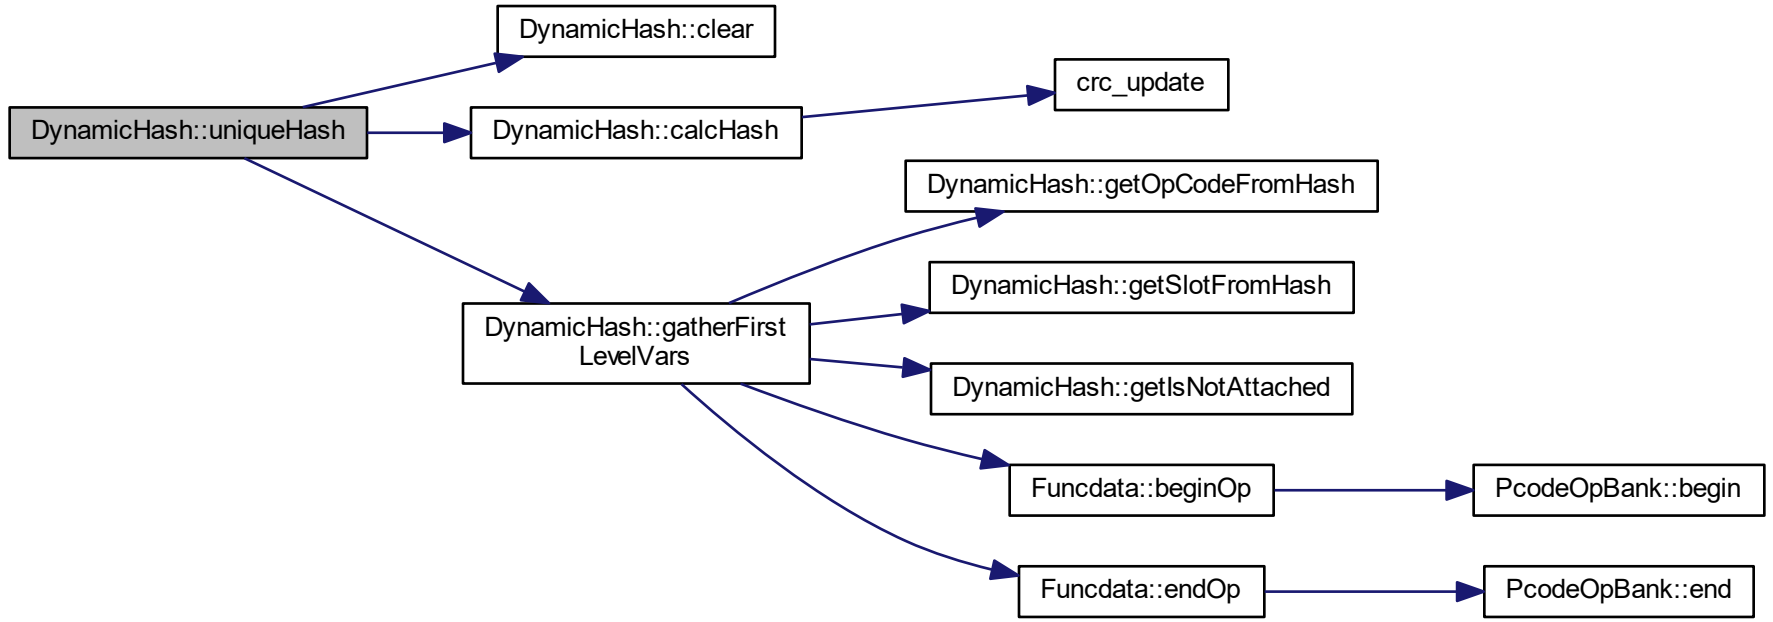 DynamicHash::clear
crc_update
DynamicHash::uniqueHash
DynamicHash::calcHash
DynamicHash::getOpCodeFromHash
DynamicHash::getSlotFromHash
DynamicHash::gatherFirst
LevelVars
DynamicHash::getIsNotAttached
Funcdata::beginOp
PcodeOpBank::begin
Funcdata::endOp
PcodeOpBank::end